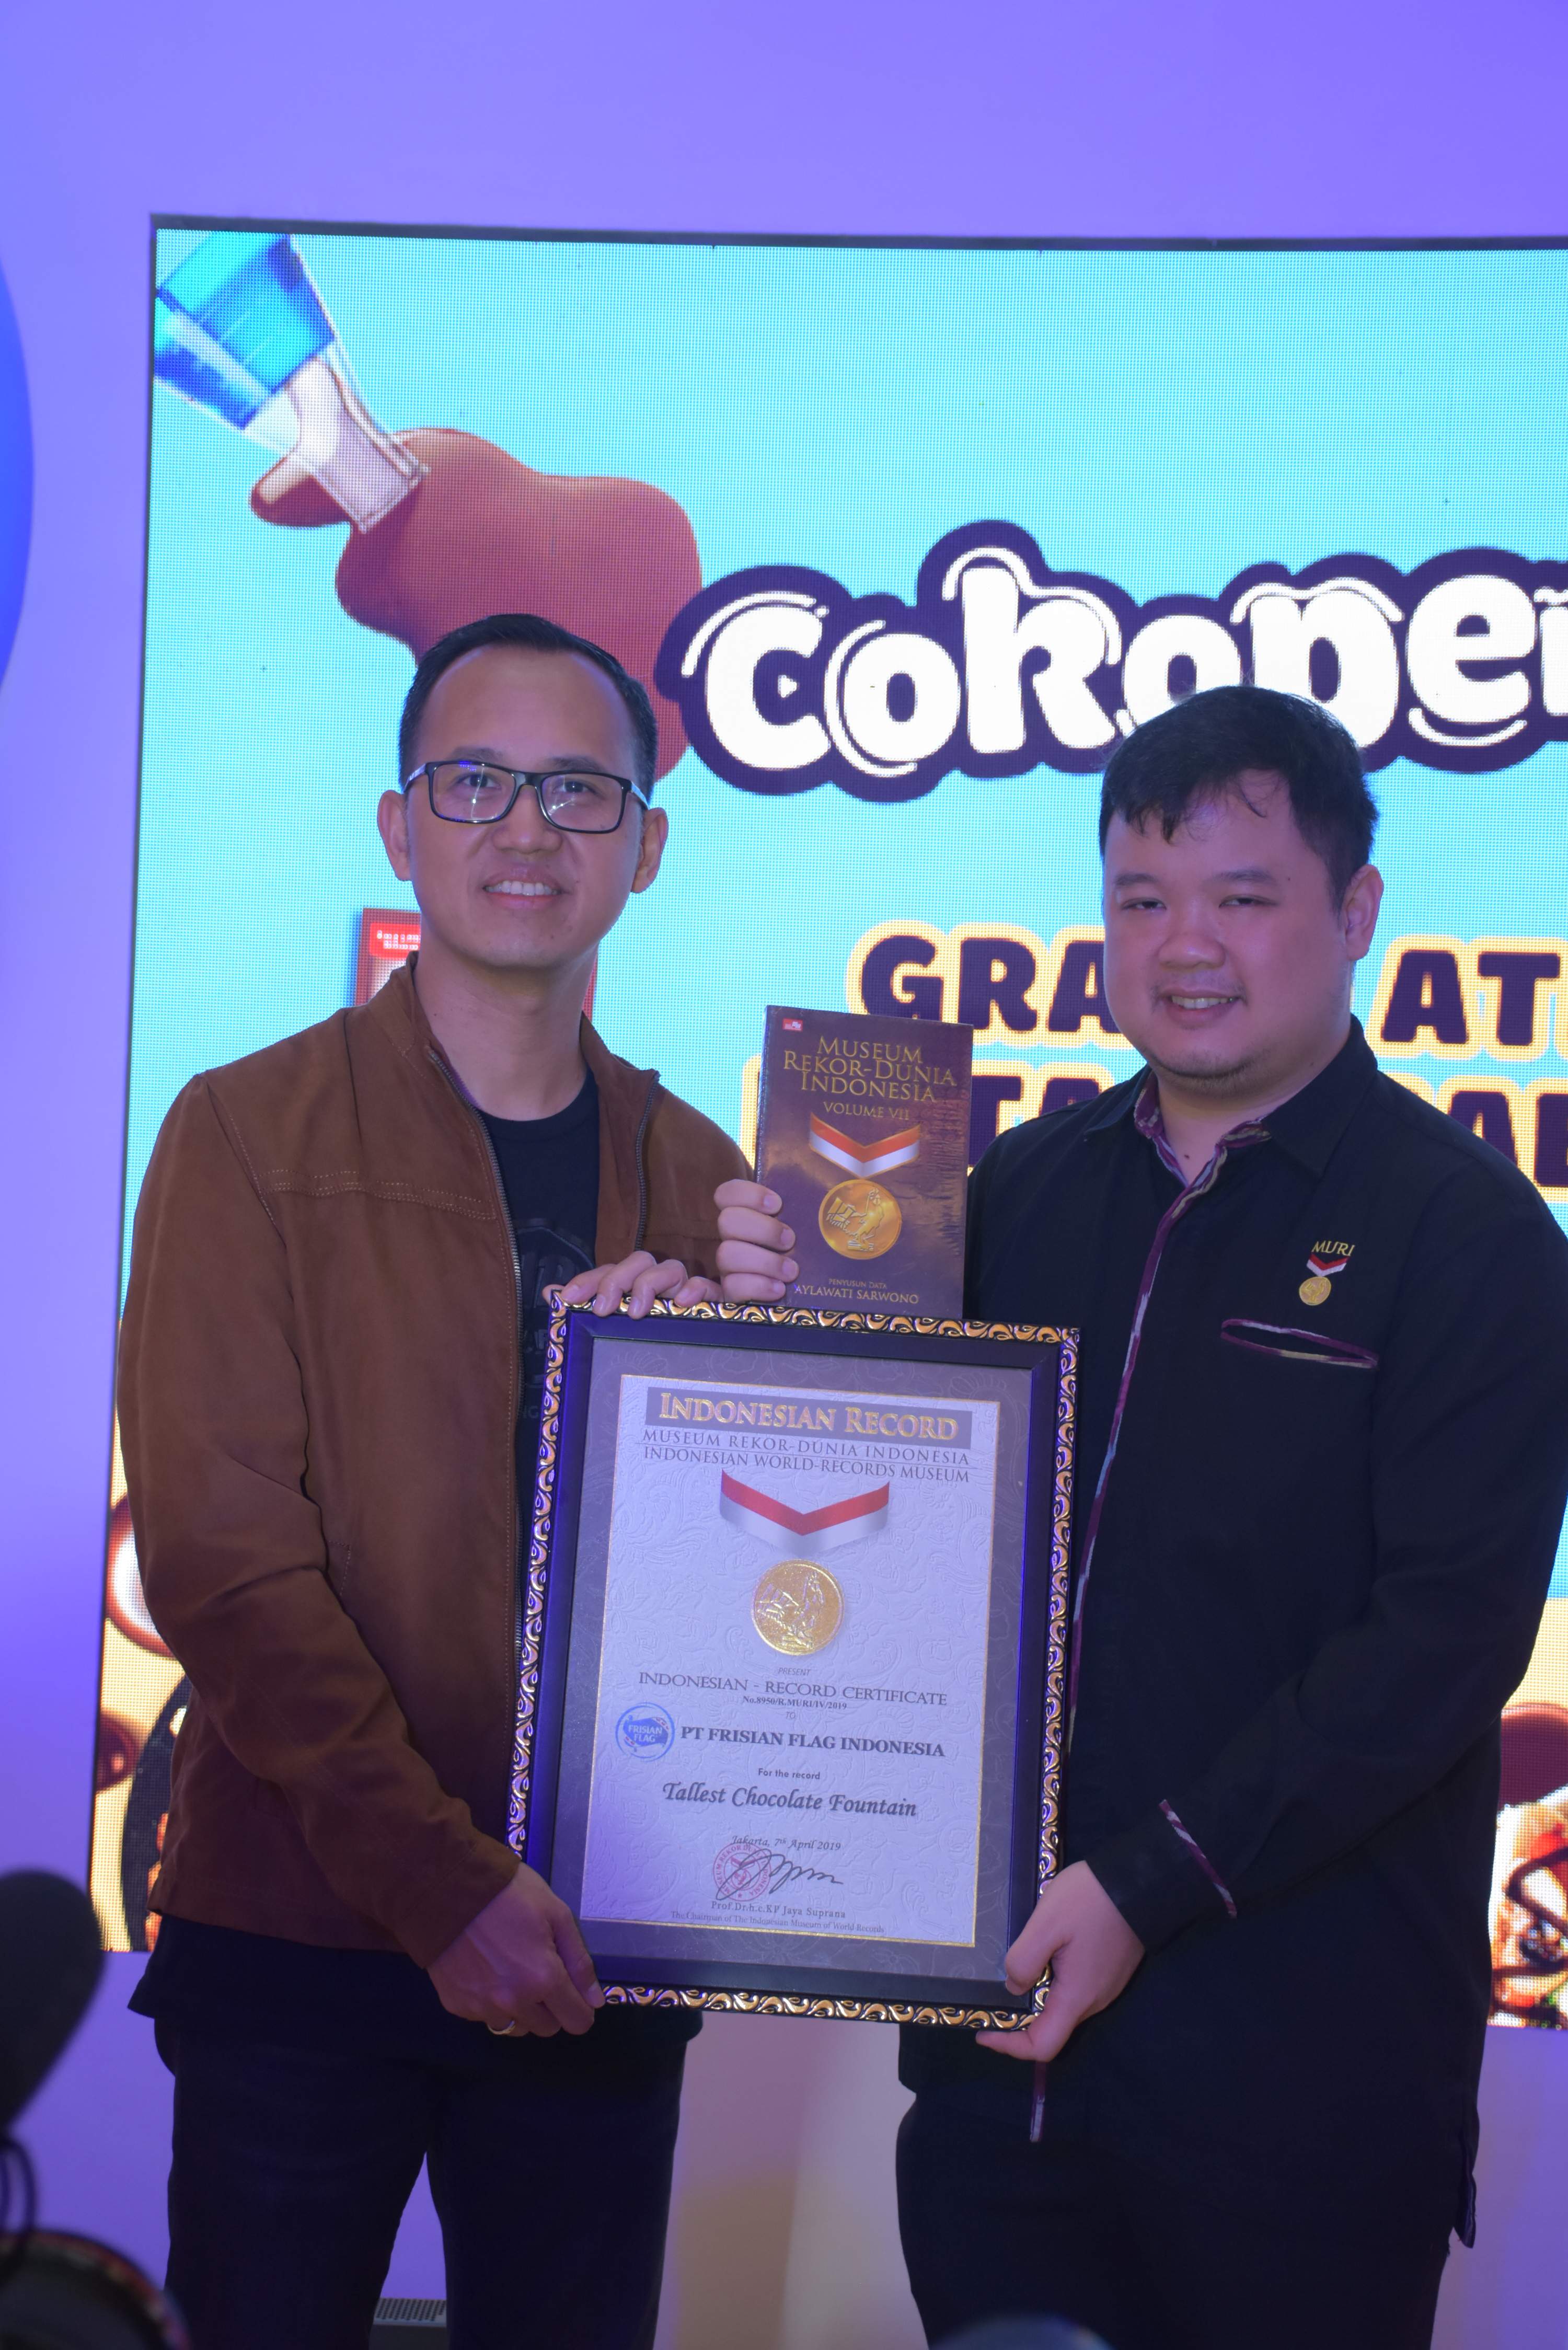 GRA
AT
MUSEUM
REKOR-DUNIA
INDONESIA
VOLUME VII
PENYUSUN DATA
AYLAWATI SARWONO
MURI
INDONESIAN RECORD
MUSEUM REKOR-DUNIA INDONESIA
INDONESIAN WORLD-RECORDS MUSEUM
PRESENT
INDONESIAN - RECORD CERTIFICATE
No.8950/R.MURI/IV/2019
TO
FRISIAN
FLAG
PT FRISIAN FLAG INDONESIA
For the record
Tallest Chocolate Fountain
Jakarta, 7th April 2019
Prof.Dr.h.c.KP Jaya Suprana
The Chairman of The Indonesian Museum of World Records